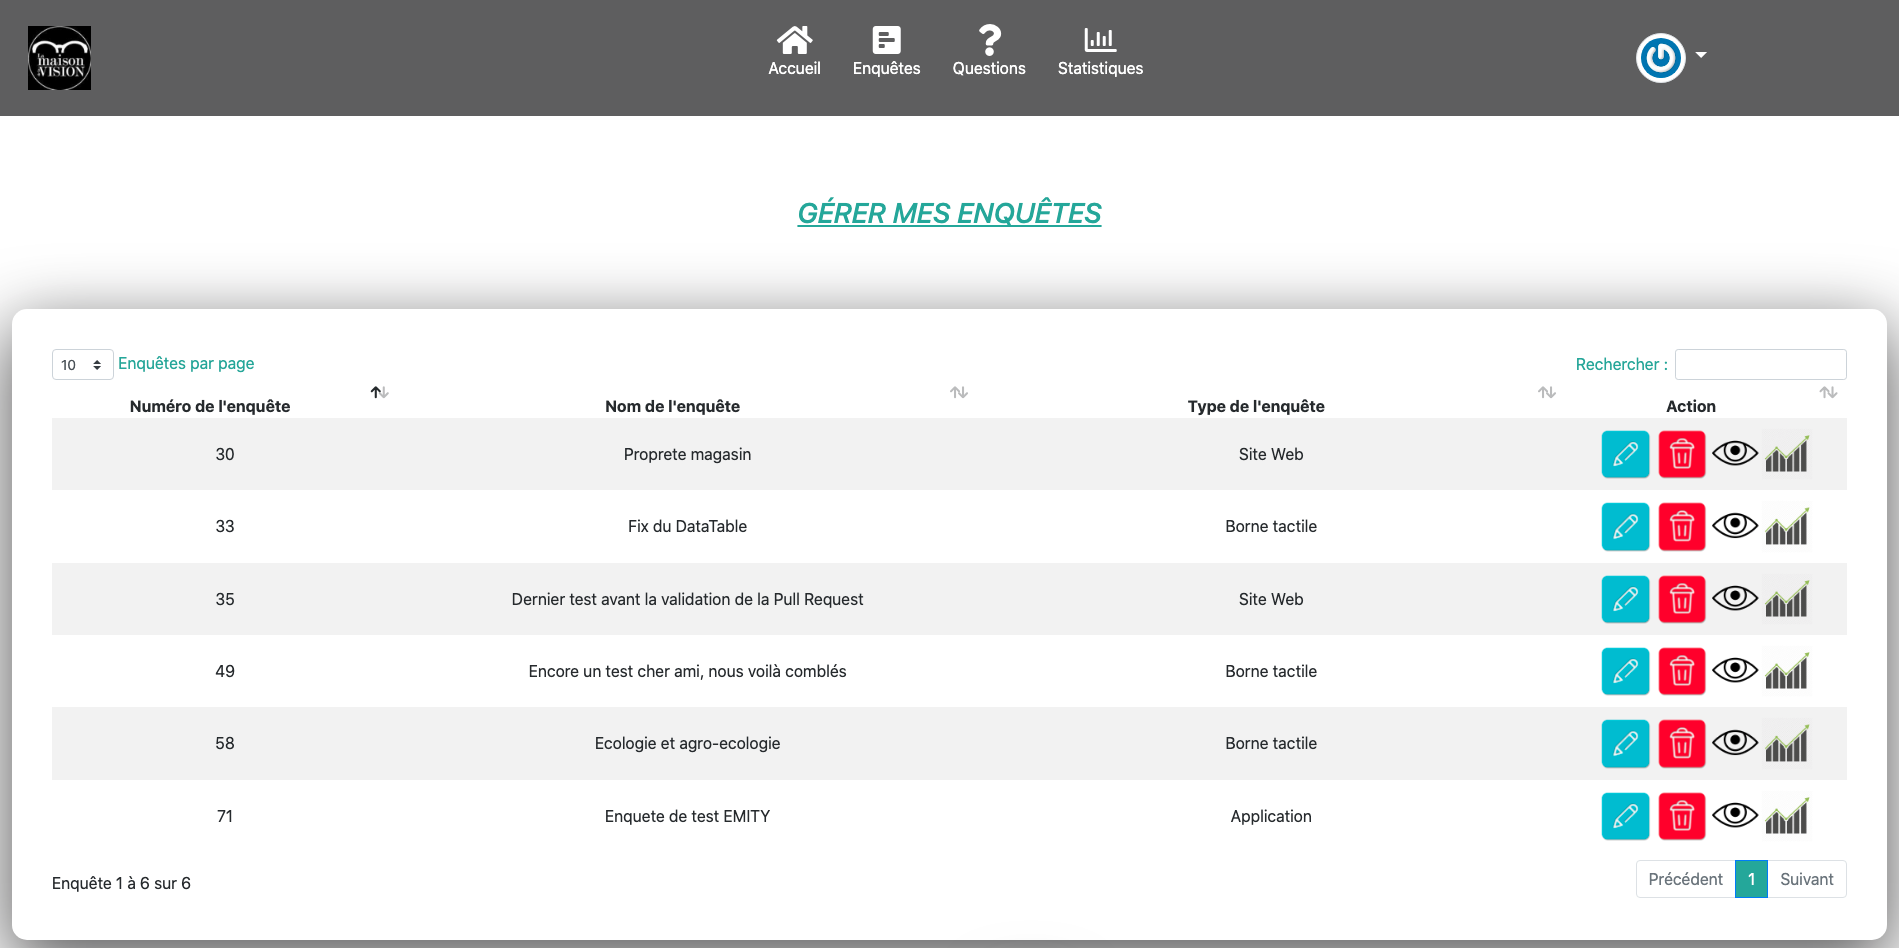 la
maison
de
VISION
Accueil Enquêtes Questions Statistiques
GÉRER MES ENQUÊTES
10 Enquêtes par page Rechercher :
Numéro de l'enquête Nom de l'enquête Type de l'enquête Action
30 Proprete magasin Site Web
33 Fix du DataTable Borne tactile
35 Dernier test avant la validation de la Pull Request Site Web
49 Encore un test cher ami, nous voilà comblés Borne tactile
58 Ecologie et agro-ecologie Borne tactile
71 Enquete de test EMITY Application
Enquête 1 à 6 sur 6 Précédent 1 Suivant